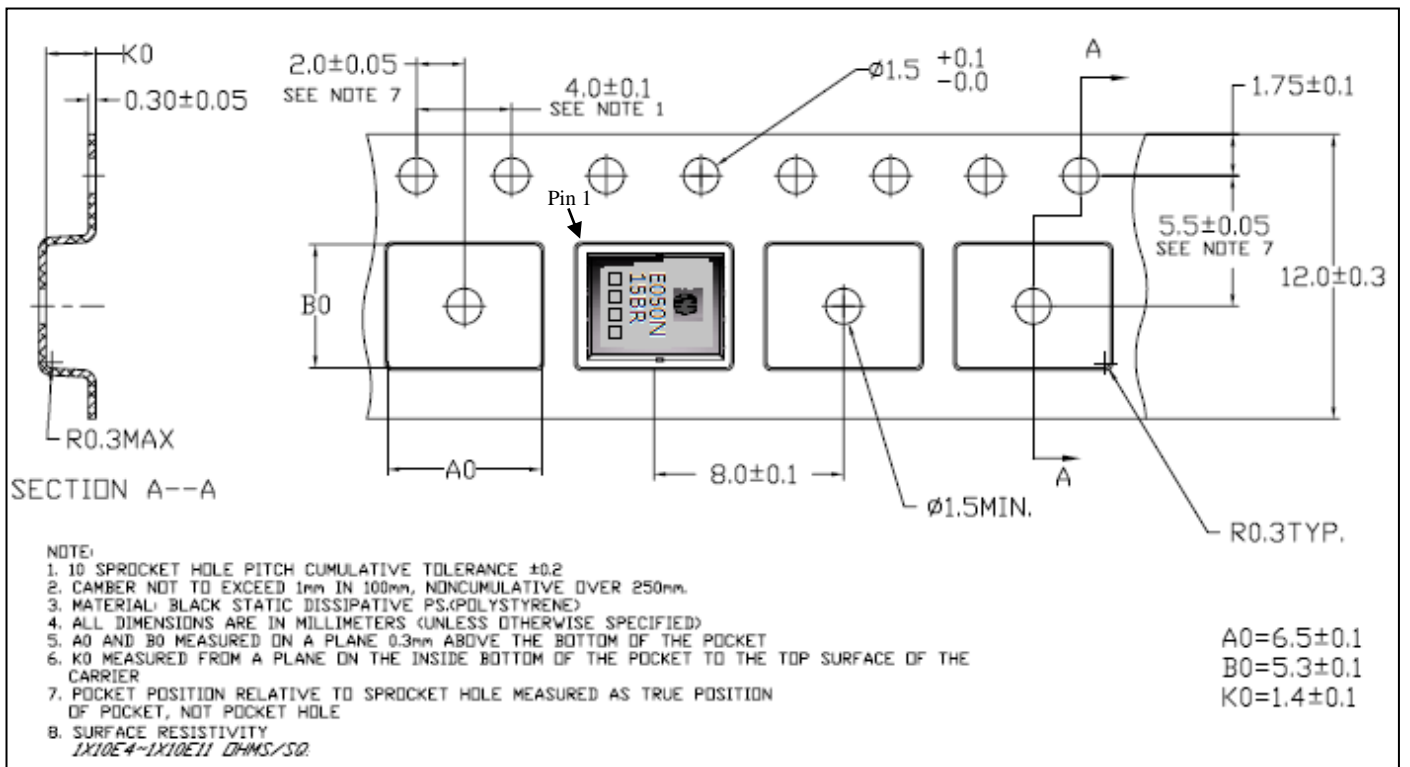 K0
0.30±0.05
2.0±0.05
SEE NOTE 7
4.0±0.1
SEE NOTE 1
Ø1.5 +0.1
-0.0
A
1.75±0.1
Pin 1
5.5±0.05
SEE NOTE 7
12.0±0.3
B0
E050N
15BR
R0.3MAX
A0
8.0±0.1
A
Ø1.5MIN.
R0.3TYP.
SECTION A--A
NOTE:
1. 10 SPROCKET HOLE PITCH CUMULATIVE TOLERANCE ±0.2
2. CAMBER NOT TO EXCEED 1mm IN 100mm, NONCUMULATIVE OVER 250mm.
3. MATERIAL: BLACK STATIC DISSIPATIVE PS.(POLYSTYRENE)
4. ALL DIMENSIONS ARE IN MILLIMETERS (UNLESS OTHERWISE SPECIFIED)
5. A0 AND B0 MEASURED ON A PLANE 0.3mm ABOVE THE BOTTOM OF THE POCKET
6. K0 MEASURED FROM A PLANE ON THE INSIDE BOTTOM OF THE POCKET TO THE TOP SURFACE OF THE
CARRIER
7. POCKET POSITION RELATIVE TO SPROCKET HOLE MEASURED AS TRUE POSITION
OF POCKET, NOT POCKET HOLE
8. SURFACE RESISTIVITY
1X10E4~1X10E11 OHMS/SQ.
A0=6.5±0.1
B0=5.3±0.1
K0=1.4±0.1